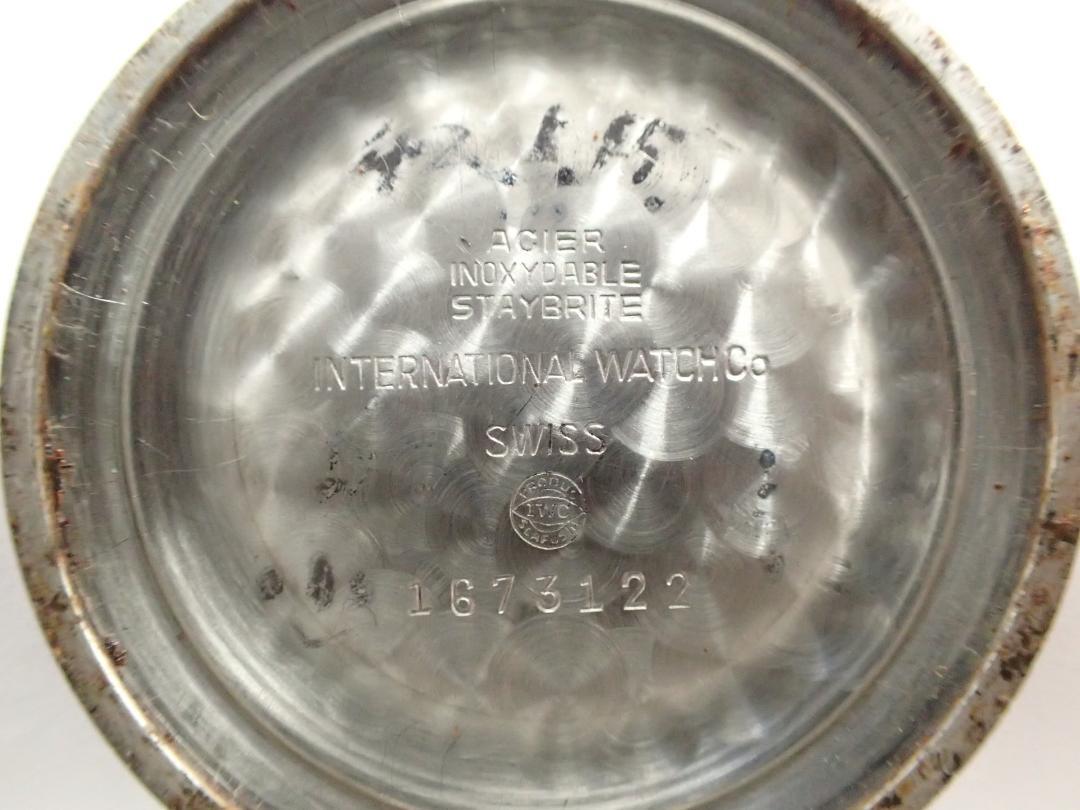 ACIER
INOXYDABLE
STAYBRITE
INTERNATIONAL WATCH Co
SWISS
IWC
1673122